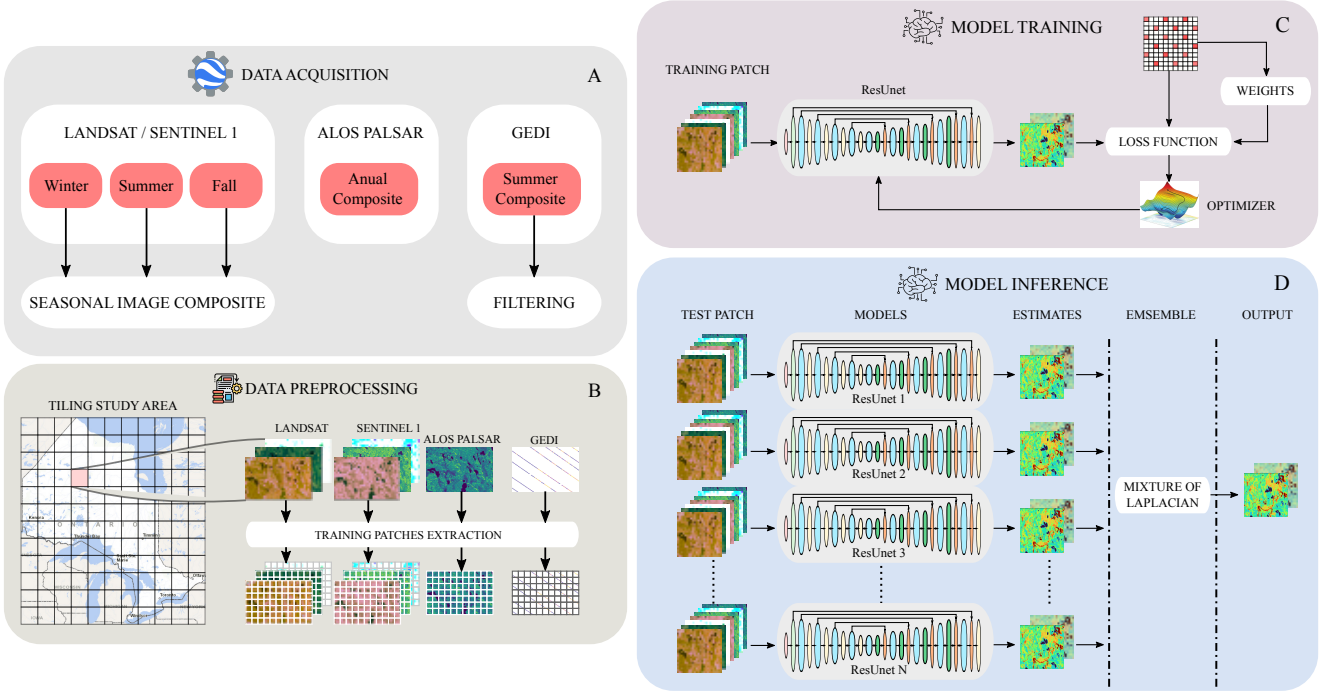 DATA ACQUISITION
A
LANDSAT / SENTINEL 1
ALOS PALSAR
GEDI
Winter
Summer
Fall
Anual
Composite
Summer
Composite
SEASONAL IMAGE COMPOSITE
FILTERING
DATA PREPROCESSING
B
TILING STUDY AREA
LANDSAT
SENTINEL 1
ALOS PALSAR
GEDI
ONTARIO
TRAINING PATCHES EXTRACTION
MODEL TRAINING
C
TRAINING PATCH
ResUnet
WEIGHTS
LOSS FUNCTION
OPTIMIZER
MODEL INFERENCE
D
TEST PATCH
MODELS
ESTIMATES
EMSEMBLE
OUTPUT
ResUnet 1
ResUnet 2
ResUnet 3
ResUnet N
MIXTURE OF
LAPLACIAN